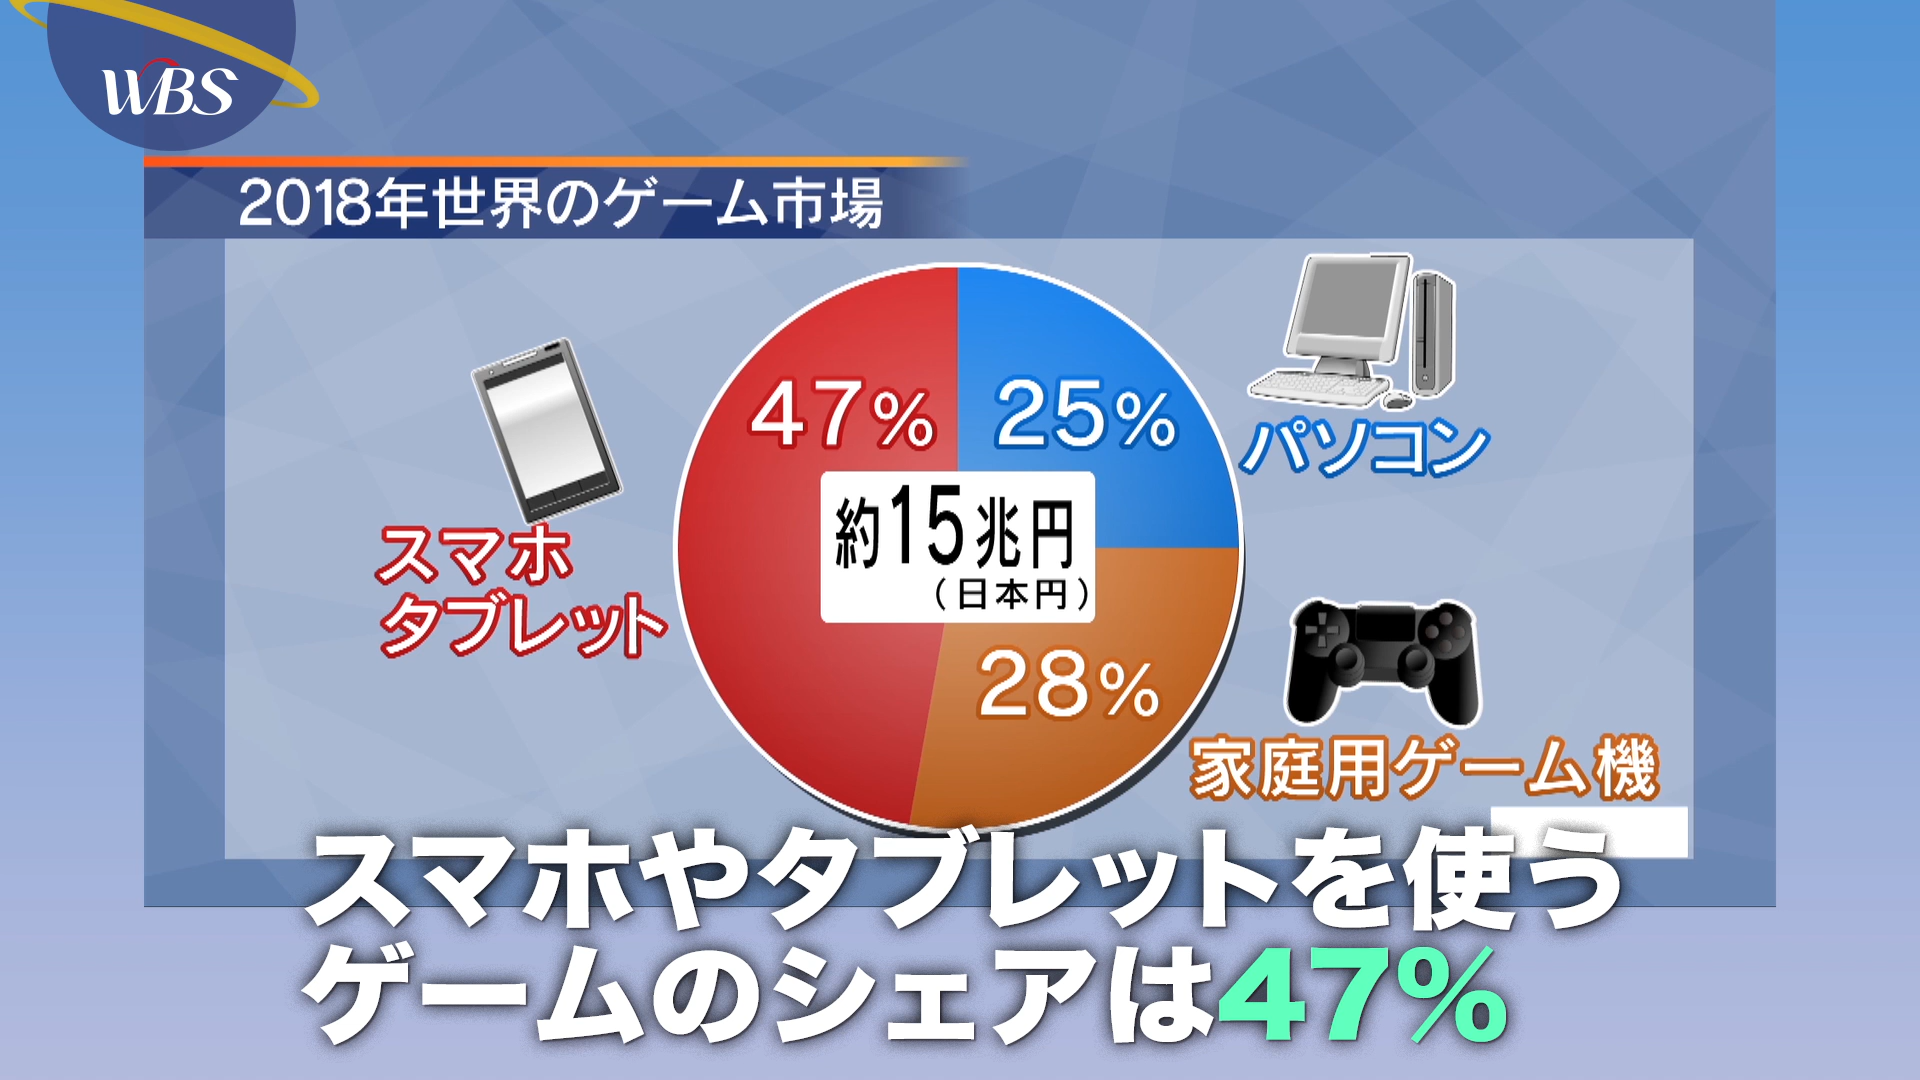 WBS
2018年世界のゲーム市場
47%
25%
パソコン
約15兆円
(日本円)
スマホ
タブレット
28%
家庭用ゲーム機
スマホやタブレットを使う
ゲームのシェアは47%